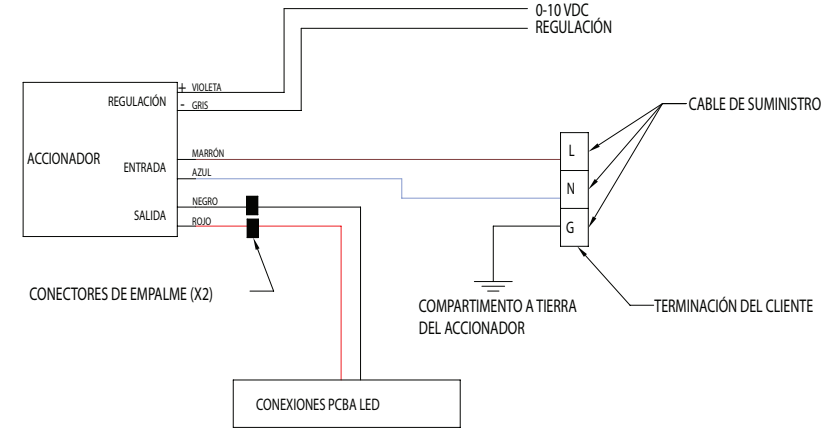 0-10 VDC
REGULACIÓN
+ VIOLETA
REGULACIÓN
- GRIS
CABLE DE SUMINISTRO
ACCIONADOR
MARRÓN
L
ENTRADA
AZUL
N
NEGRO
SALIDA
ROJO
G
CONECTORES DE EMPALME (X2)
COMPARTIMENTO A TIERRA
DEL ACCIONADOR
TERMINACIÓN DEL CLIENTE
CONEXIONES PCBA LED